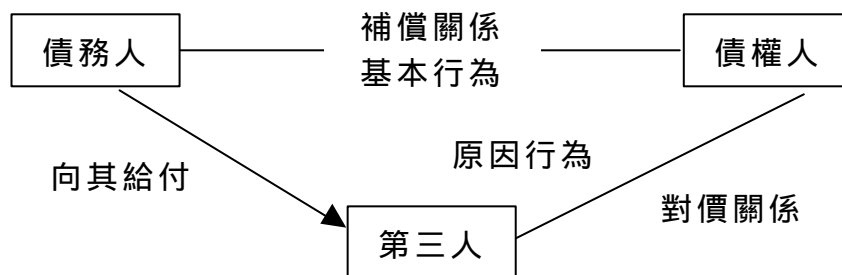 補償關係
債務人
債權人
基本行為
原因行為
向其給付
對價關係
第三人